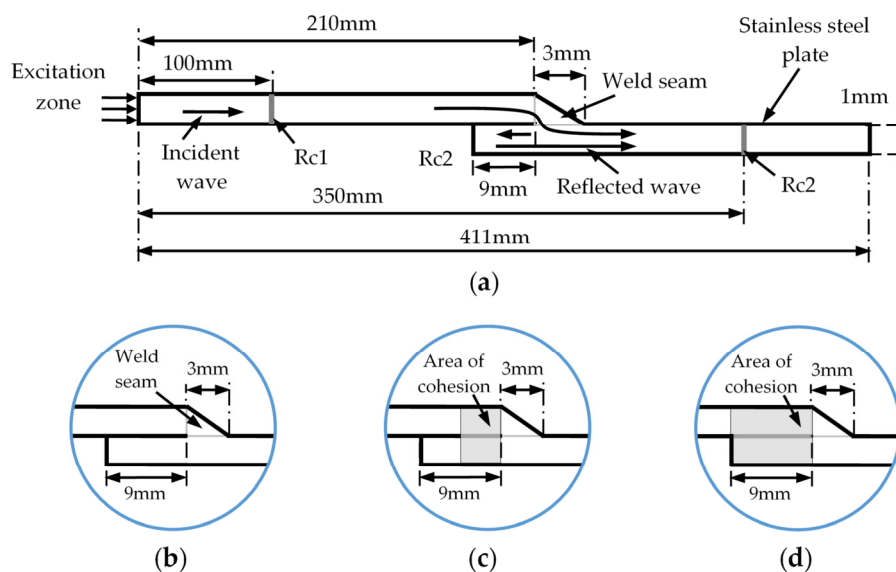 210mm
Stainless steel
plate
3mm
100mm
Weld seam
Excitation
zone
1mm
Incident
wave
Rc1
Rc2
9mm
Reflected wave
Rc2
350mm
411mm
(a)
Weld
seam
3mm
9mm
(b)
Area of
cohesion
3mm
9mm
(c)
Area of
cohesion
3mm
9mm
(d)